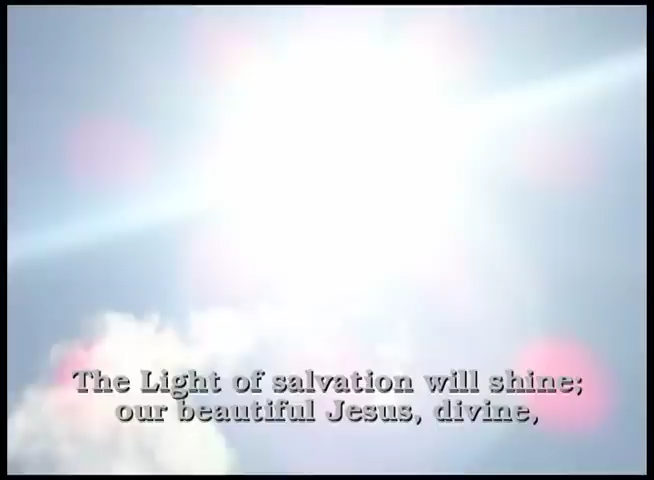 The Light of salvation will shine;
our beautiful Jesus, divine,